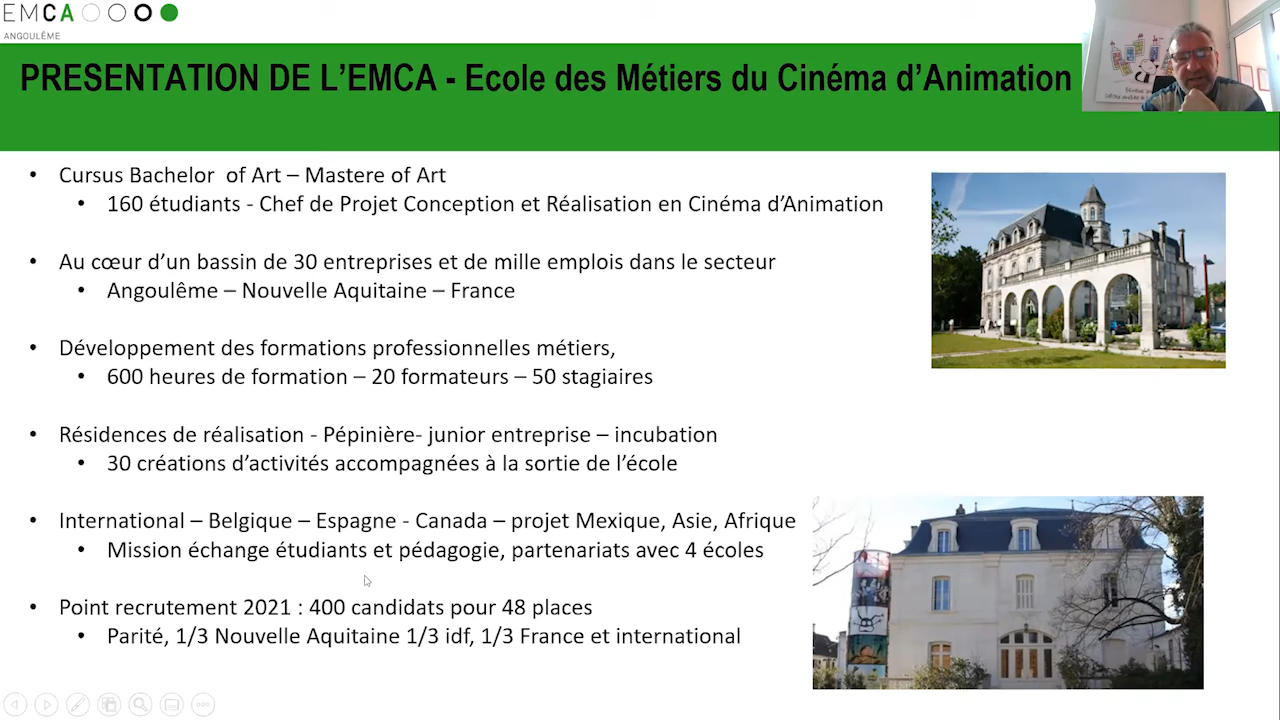 EMCA
ANGOULÊME
PRESENTATION DE L'EMCA - Ecole des Métiers du Cinéma d'Animation
• Cursus Bachelor of Art – Mastere of Art
• 160 étudiants - Chef de Projet Conception et Réalisation en Cinéma d'Animation
• Au cœur d'un bassin de 30 entreprises et de mille emplois dans le secteur
• Angoulême – Nouvelle Aquitaine – France
• Développement des formations professionnelles métiers,
• 600 heures de formation – 20 formateurs – 50 stagiaires
• Résidences de réalisation - Pépinière- junior entreprise – incubation
• 30 créations d'activités accompagnées à la sortie de l'école
• International – Belgique – Espagne - Canada – projet Mexique, Asie, Afrique
• Mission échange étudiants et pédagogie, partenariats avec 4 écoles
• Point recrutement 2021 : 400 candidats pour 48 places
• Parité, 1/3 Nouvelle Aquitaine 1/3 idf, 1/3 France et international